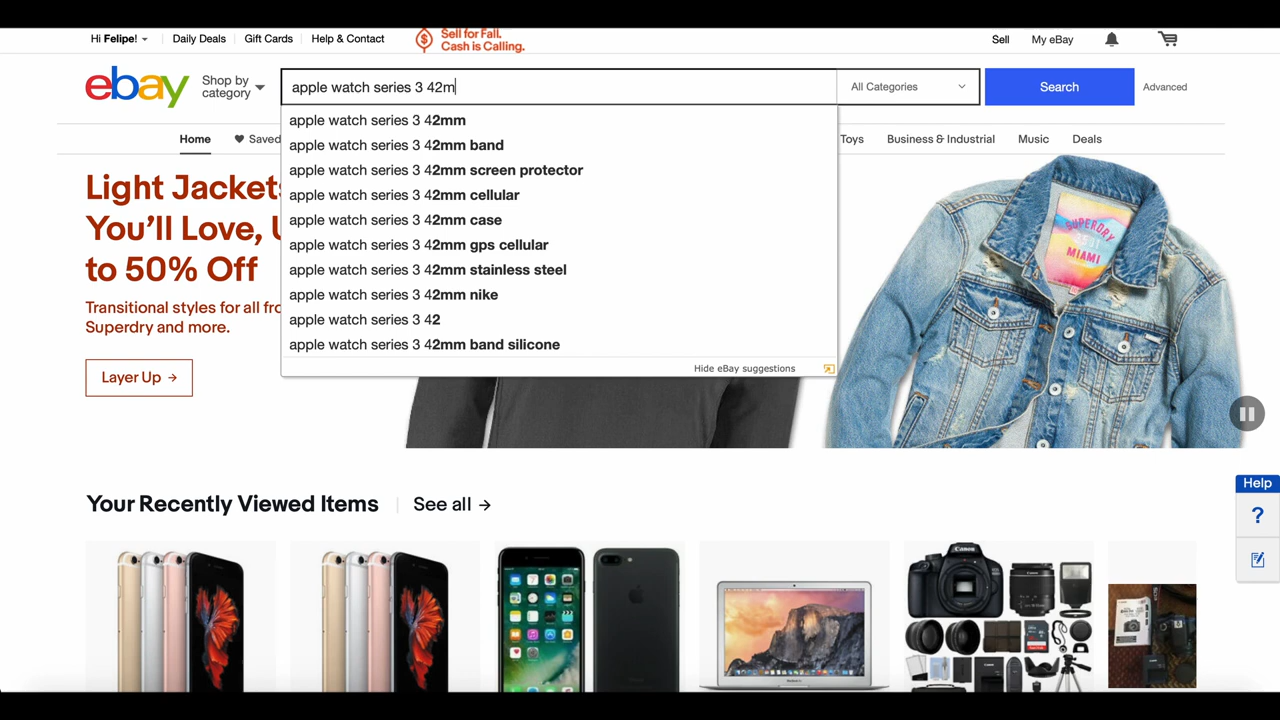 Hi Felipe!
Daily Deals
Gift Cards
Help & Contact
Sell for Fall.
Cash is Calling.
Sell
My eBay
ebay
Shop by
category
apple watch series 3 42m
All Categories
Search
Advanced
Home
Saved
Toys
Business & Industrial
Music
Deals
apple watch series 3 42mm
apple watch series 3 42mm band
apple watch series 3 42mm screen protector
apple watch series 3 42mm cellular
apple watch series 3 42mm case
apple watch series 3 42mm gps cellular
apple watch series 3 42mm stainless steel
apple watch series 3 42mm nike
apple watch series 3 42
apple watch series 3 42mm band silicone
Hide eBay suggestions
Light Jackets
You'll Love, U
to 50% Off
Transitional styles for all fro
Superdry and more.
Layer Up →
SUPERDRY
MIAMI
Help
?
Your Recently Viewed Items
See all →
Canon